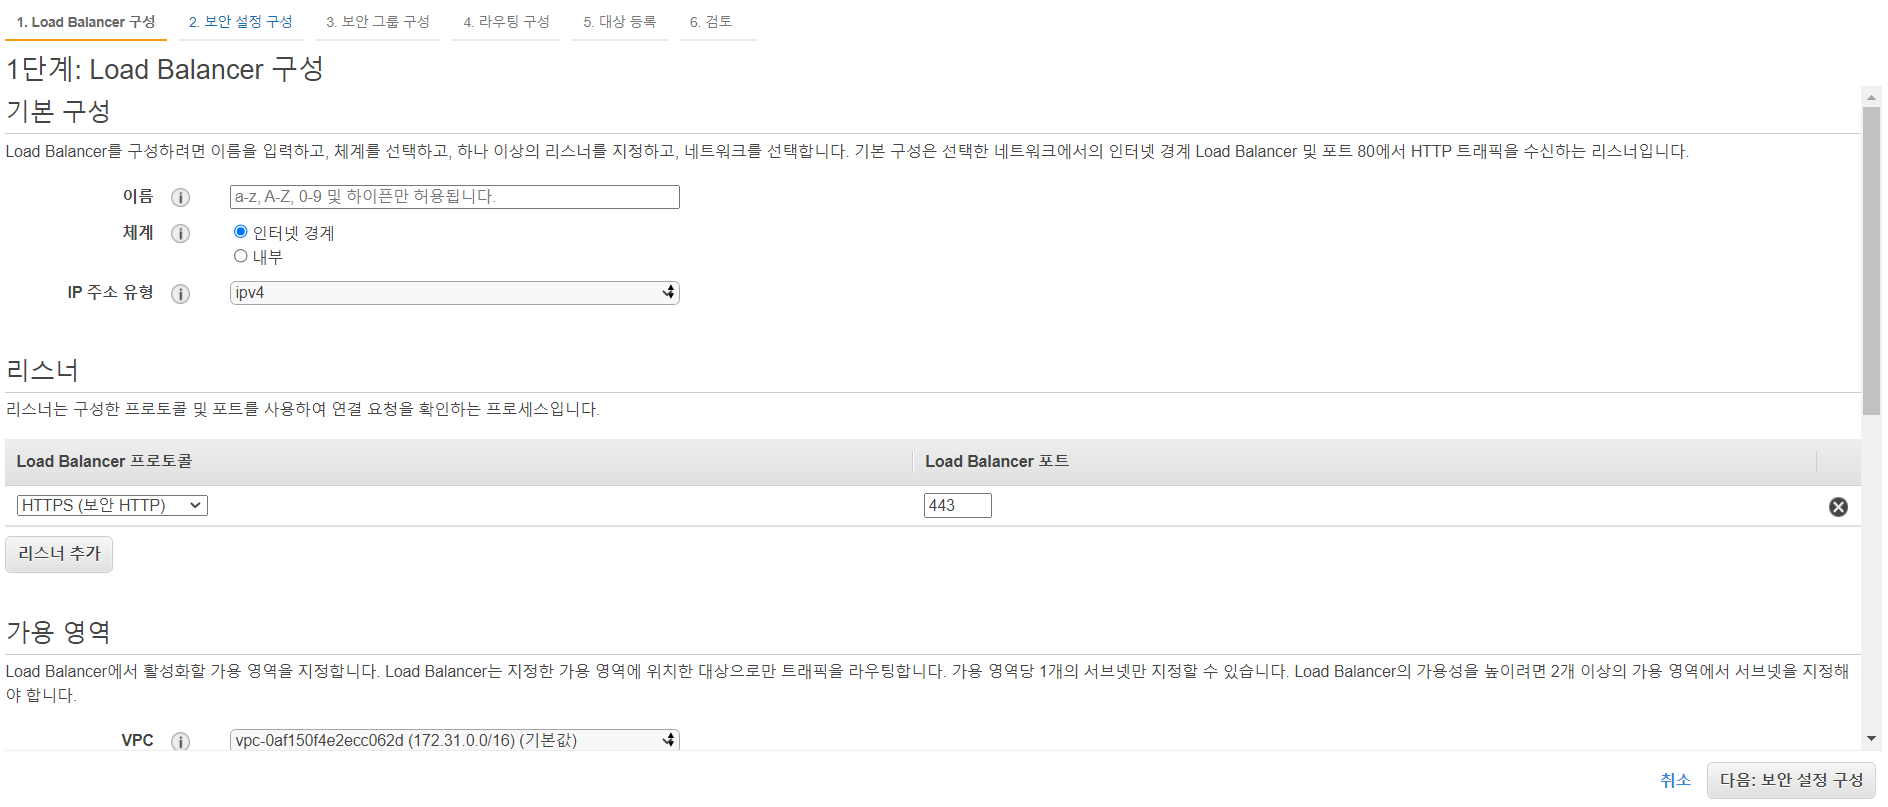 1. Load Balancer 구성 2. 보안 설정 구성 3. 보안 그룹 구성 4. 라우팅 구성 5. 대상 등록 6. 검토
1단계: Load Balancer 구성
기본 구성
Load Balancer를 구성하려면 이름을 입력하고, 체계를 선택하고, 하나 이상의 리스너를 지정하고, 네트워크를 선택합니다. 기본 구성은 선택한 네트워크에서의 인터넷 경계 Load Balancer 및 포트 80에서 HTTP 트래픽을 수신하는 리스너입니다.
이름 i a-z, A-Z, 0-9 및 하이픈만 허용됩니다.
체계 i 인터넷 경계
내부
IP 주소 유형 i ipv4
리스너
리스너는 구성한 프로토콜 및 포트를 사용하여 연결 요청을 확인하는 프로세스입니다.
Load Balancer 프로토콜 Load Balancer 포트
HTTPS (보안 HTTP) 443
리스너 추가
가용 영역
Load Balancer에서 활성화할 가용 영역을 지정합니다. Load Balancer는 지정한 가용 영역에 위치한 대상으로만 트래픽을 라우팅합니다. 가용 영역당 1개의 서브넷만 지정할 수 있습니다. Load Balancer의 가용성을 높이려면 2개 이상의 가용 영역에서 서브넷을 지정해
야 합니다.
VPC i vpc-0af150f4e2ecc062d (172.31.0.0/16) (기본값)
취소 다음: 보안 설정 구성